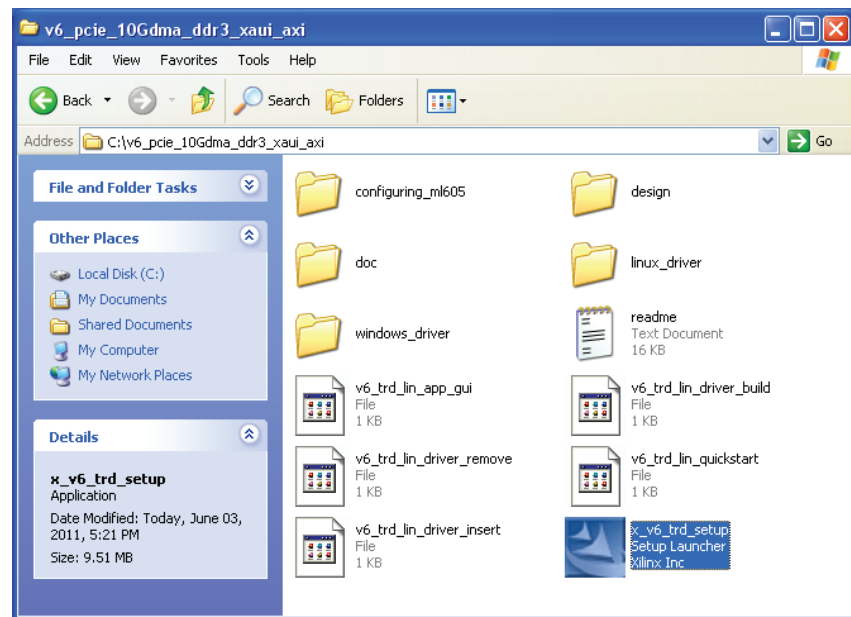 v6_pcie_10Gdma_ddr3_xaui_axi
File Edit View Favorites Tools Help
Back Search Folders
Address C:\v6_pcie_10Gdma_ddr3_xaui_axi Go
File and Folder Tasks
Other Places
Local Disk (C:)
My Documents
Shared Documents
My Computer
My Network Places
Details
x_v6_trd_setup
Application
Date Modified: Today, June 03,
2011, 5:21 PM
Size: 9.51 MB
configuring_ml605
design
doc
linux_driver
windows_driver
readme
Text Document
16 KB
v6_trd_lin_app_gui
File
1 KB
v6_trd_lin_driver_build
File
1 KB
v6_trd_lin_driver_remove
File
1 KB
v6_trd_lin_quickstart
File
1 KB
v6_trd_lin_driver_insert
File
1 KB
x_v6_trd_setup
Setup Launcher
Xilinx Inc